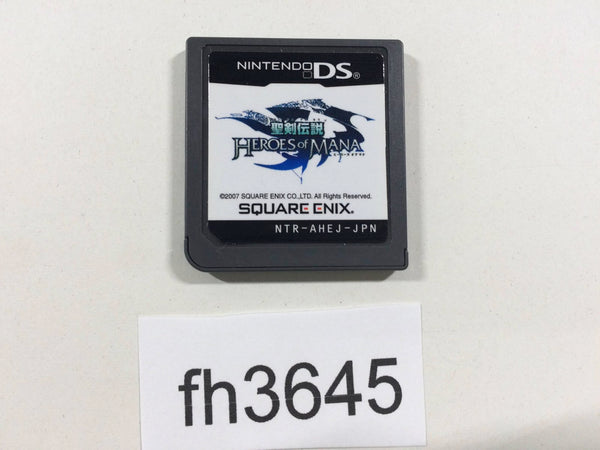 NINTENDO DS®
聖剣伝説
HEROES of MANA
©2007 SQUARE ENIX CO.,LTD. All Rights Reserved.
SQUARE ENIX.
NTR-AHEJ-JPN
fh3645